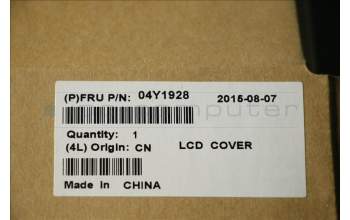 (P)FRU P/N: 04Y1928 2015-08-07
Quantity: 1
(4L) Origin: CN LCD COVER
Made In CHINA